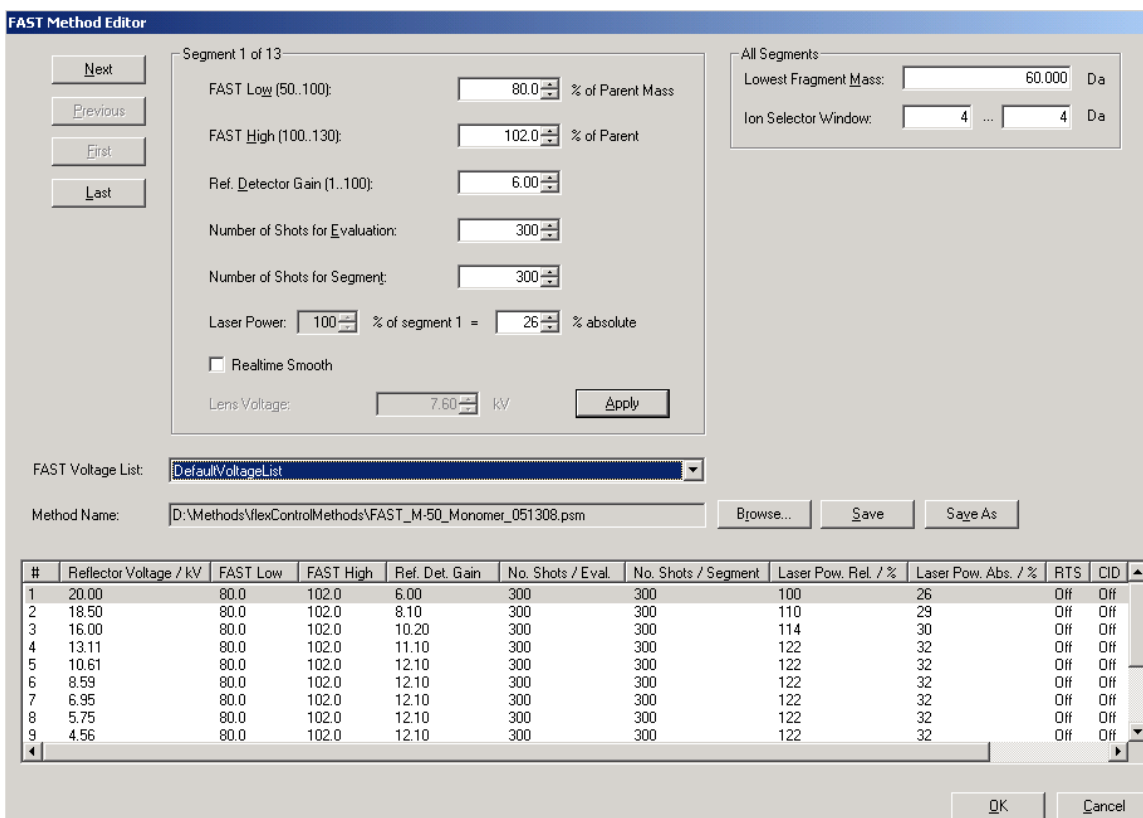 FAST Method Editor
Next
Previous
First
Last
Segment 1 of 13
FAST Low (50..100): 80.0 % of Parent Mass
FAST High (100..130): 102.0 % of Parent
Ref. Detector Gain (1..100): 6.00
Number of Shots for Evaluation: 300
Number of Shots for Segment: 300
Laser Power: 100 % of segment 1 = 26 % absolute
Realtime Smooth
Lens Voltage: 7.60 kV Apply
All Segments
Lowest Fragment Mass: 60.000 Da
Ion Selector Window: 4 ... 4 Da
FAST Voltage List: DefaultVoltageList
Method Name: D:\Methods\flexControlMethods\FAST_M-50_Monomer_051308.psm Browse... Save Save As
# Reflector Voltage / kV FAST Low FAST High Ref. Det. Gain No. Shots / Eval. No. Shots / Segment Laser Pow. Rel. / % Laser Pow. Abs. / % RTS CID
1 20.00 80.0 102.0 6.00 300 300 100 26 Off Off
2 18.50 80.0 102.0 8.10 300 300 110 29 Off Off
3 16.00 80.0 102.0 10.20 300 300 114 30 Off Off
4 13.11 80.0 102.0 11.10 300 300 122 32 Off Off
5 10.61 80.0 102.0 12.10 300 300 122 32 Off Off
6 8.59 80.0 102.0 12.10 300 300 122 32 Off Off
7 6.95 80.0 102.0 12.10 300 300 122 32 Off Off
8 5.75 80.0 102.0 12.10 300 300 122 32 Off Off
9 4.56 80.0 102.0 12.10 300 300 122 32 Off Off
OK Cancel